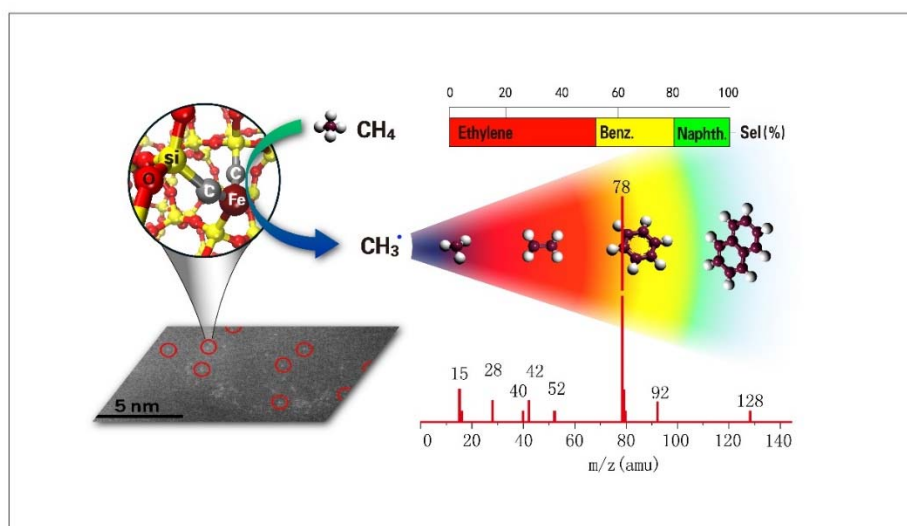 0 20 40 60 80 100
Ethylene Benz. Naphth. Sel(%)
CH4
si
O
C
C
Fe
78
CH3•
15 28 40 42 52 92 128
5 nm
0 20 40 60 80 100 120 140
m/z(amu)